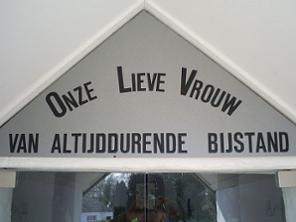 Onze Lieve Vrouw
VAN ALTIJDDURENDE BIJSTAND